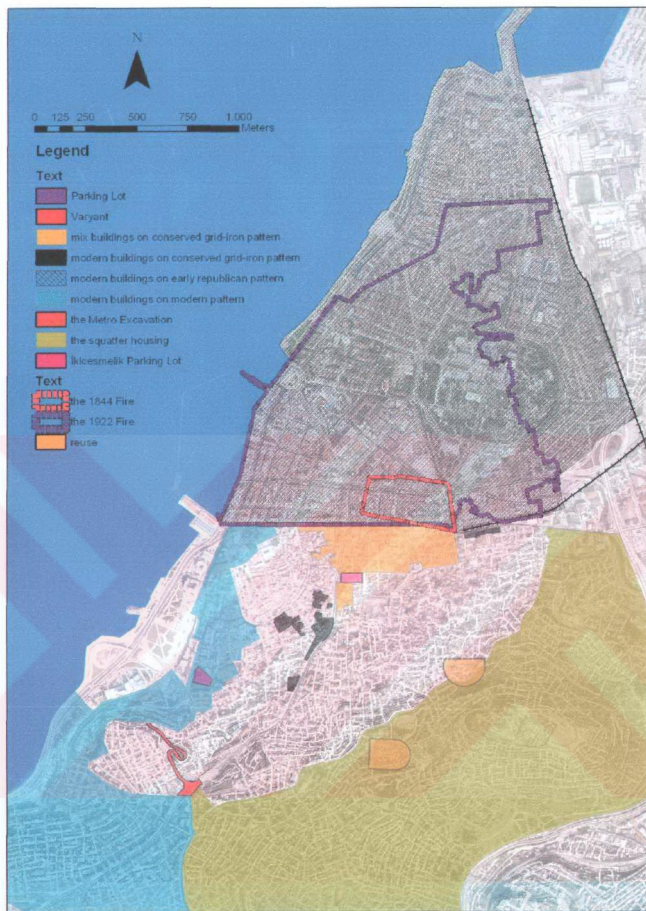 N
0 125 250 500 750 1.000
Meters
Legend
Text
Parking Lot
Varyant
mix buildings on conserved grid-iron pattern
modern buildings on conserved grid-iron pattern
modern buildings on early republican pattern
modern buildings on modern pattern
the Metro Excavation
the squatter housing
İkicesmelik Parking Lot
Text
the 1844 Fire
the 1922 Fire
reuse